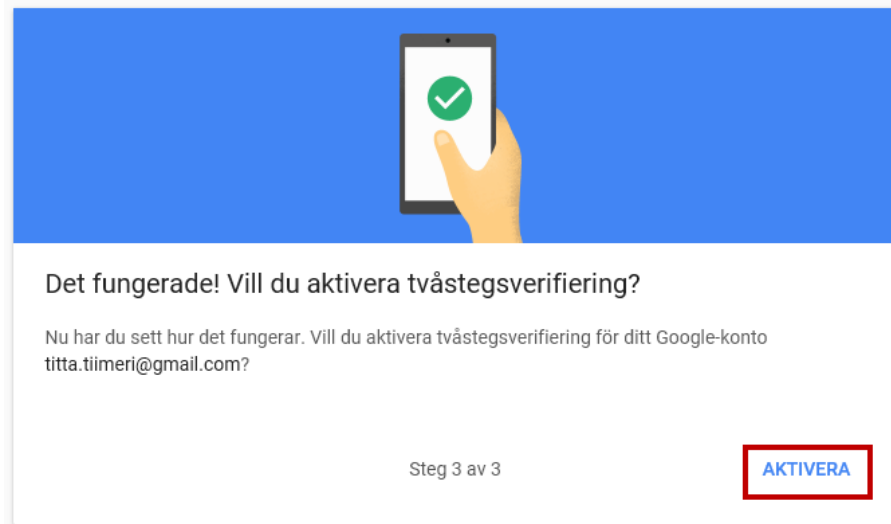 Det fungerade! Vill du aktivera tvåstegsverifiering?
Nu har du sett hur det fungerar. Vill du aktivera tvåstegsverifiering för ditt Google-konto
titta.tiimeri@gmail.com?
Steg 3 av 3
AKTIVERA